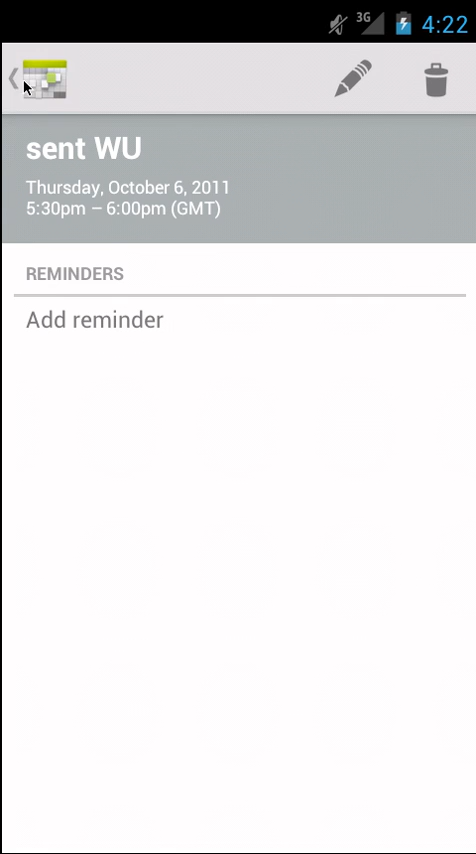 3G 4:22
sent WU
Thursday, October 6, 2011
5:30pm – 6:00pm (GMT)
REMINDERS
Add reminder